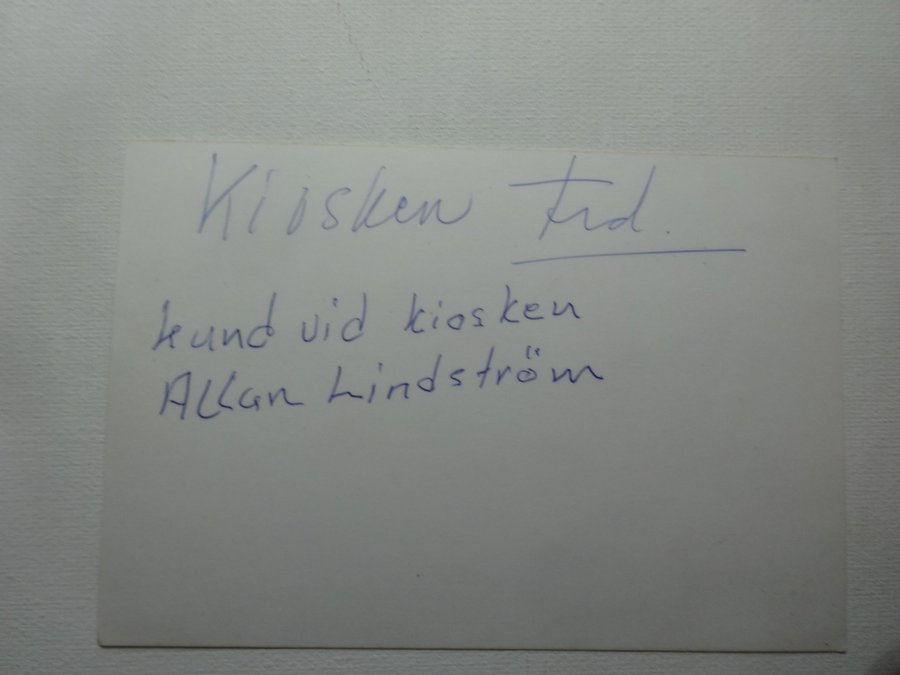 Kiosken Frd.
kund vid kiosken
Allan Lindström